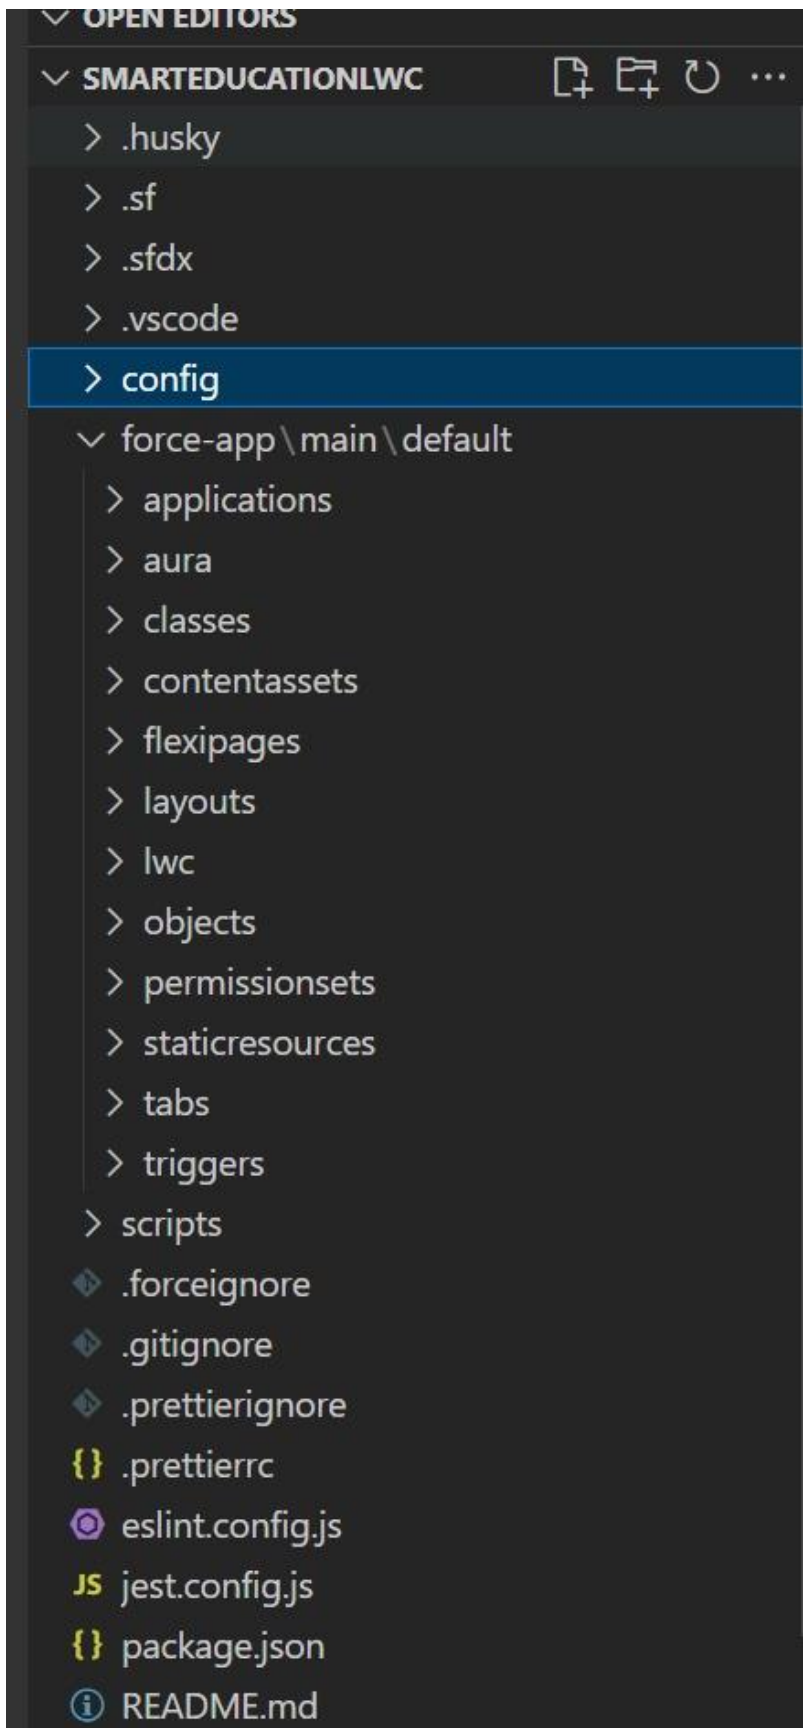 OPEN EDITORS
SMARTEDUCATIONLWC
.husky
.sf
.sfdx
.vscode
config
force-app\main\default
applications
aura
classes
contentassets
flexipages
layouts
lwc
objects
permissionsets
staticresources
tabs
triggers
scripts
.forceignore
.gitignore
.prettierignore
{} .prettierrc
eslint.config.js
JS jest.config.js
{} package.json
README.md